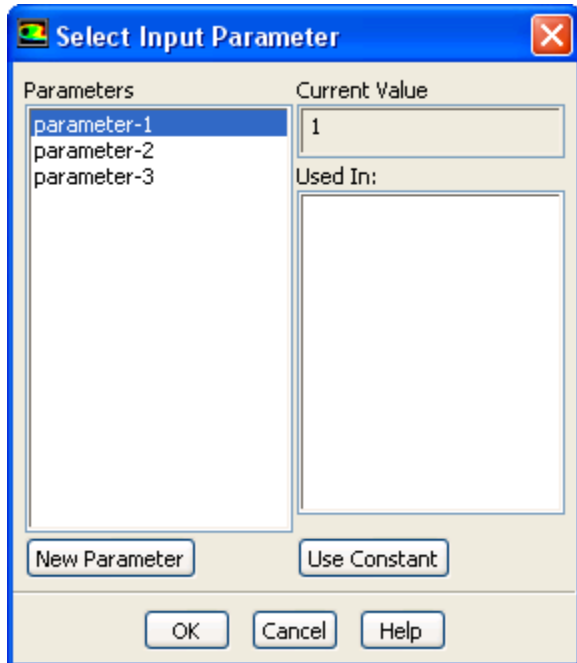 Select Input Parameter
Parameters
parameter-1
parameter-2
parameter-3
Current Value
1
Used In:
New Parameter
Use Constant
OK
Cancel
Help